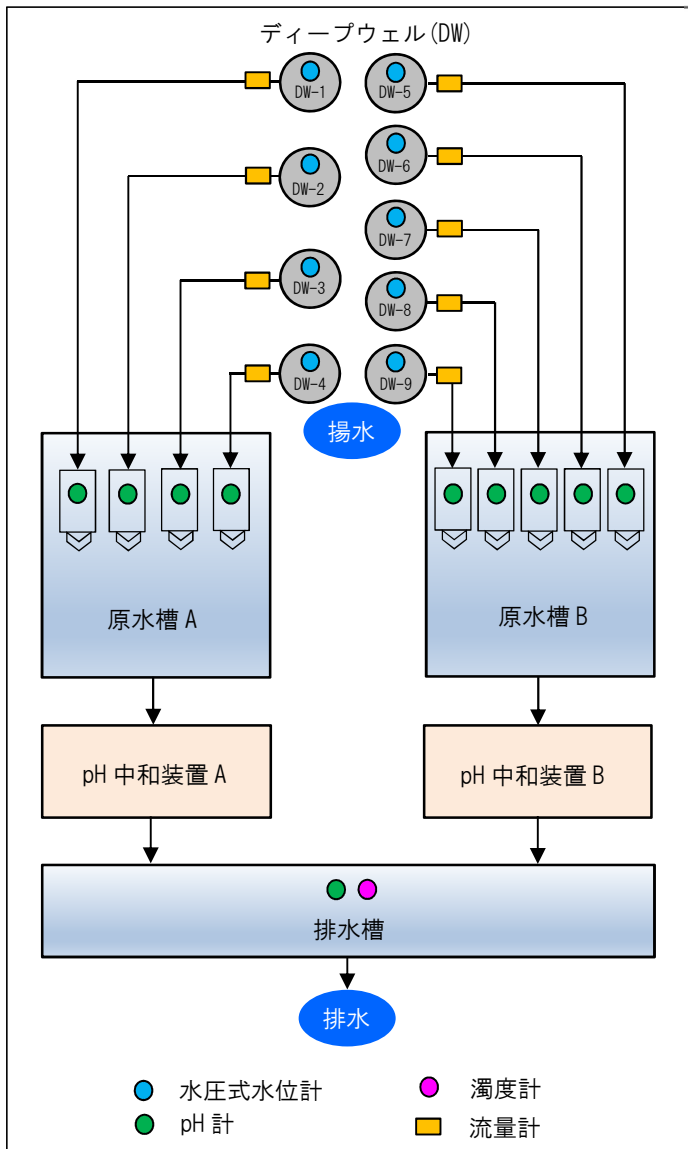 ディープウェル(DW)
DW-1
DW-5
DW-2
DW-6
DW-7
DW-3
DW-8
DW-4
DW-9
揚水
原水槽 A
原水槽 B
pH 中和装置 A
pH 中和装置 B
排水槽
排水
水圧式水位計
濁度計
pH 計
流量計